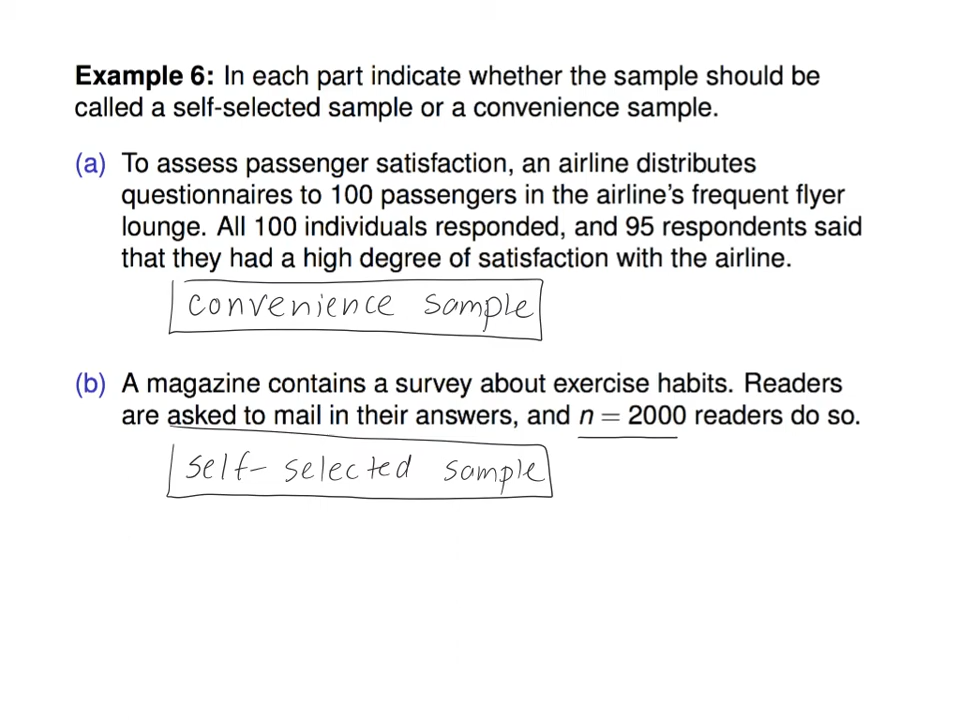 Example 6: In each part indicate whether the sample should be
called a self-selected sample or a convenience sample.
(a) To assess passenger satisfaction, an airline distributes
questionnaires to 100 passengers in the airline's frequent flyer
lounge. All 100 individuals responded, and 95 respondents said
that they had a high degree of satisfaction with the airline.
convenience sample
(b) A magazine contains a survey about exercise habits. Readers
are asked to mail in their answers, and n = 2000 readers do so.
self-selected sample